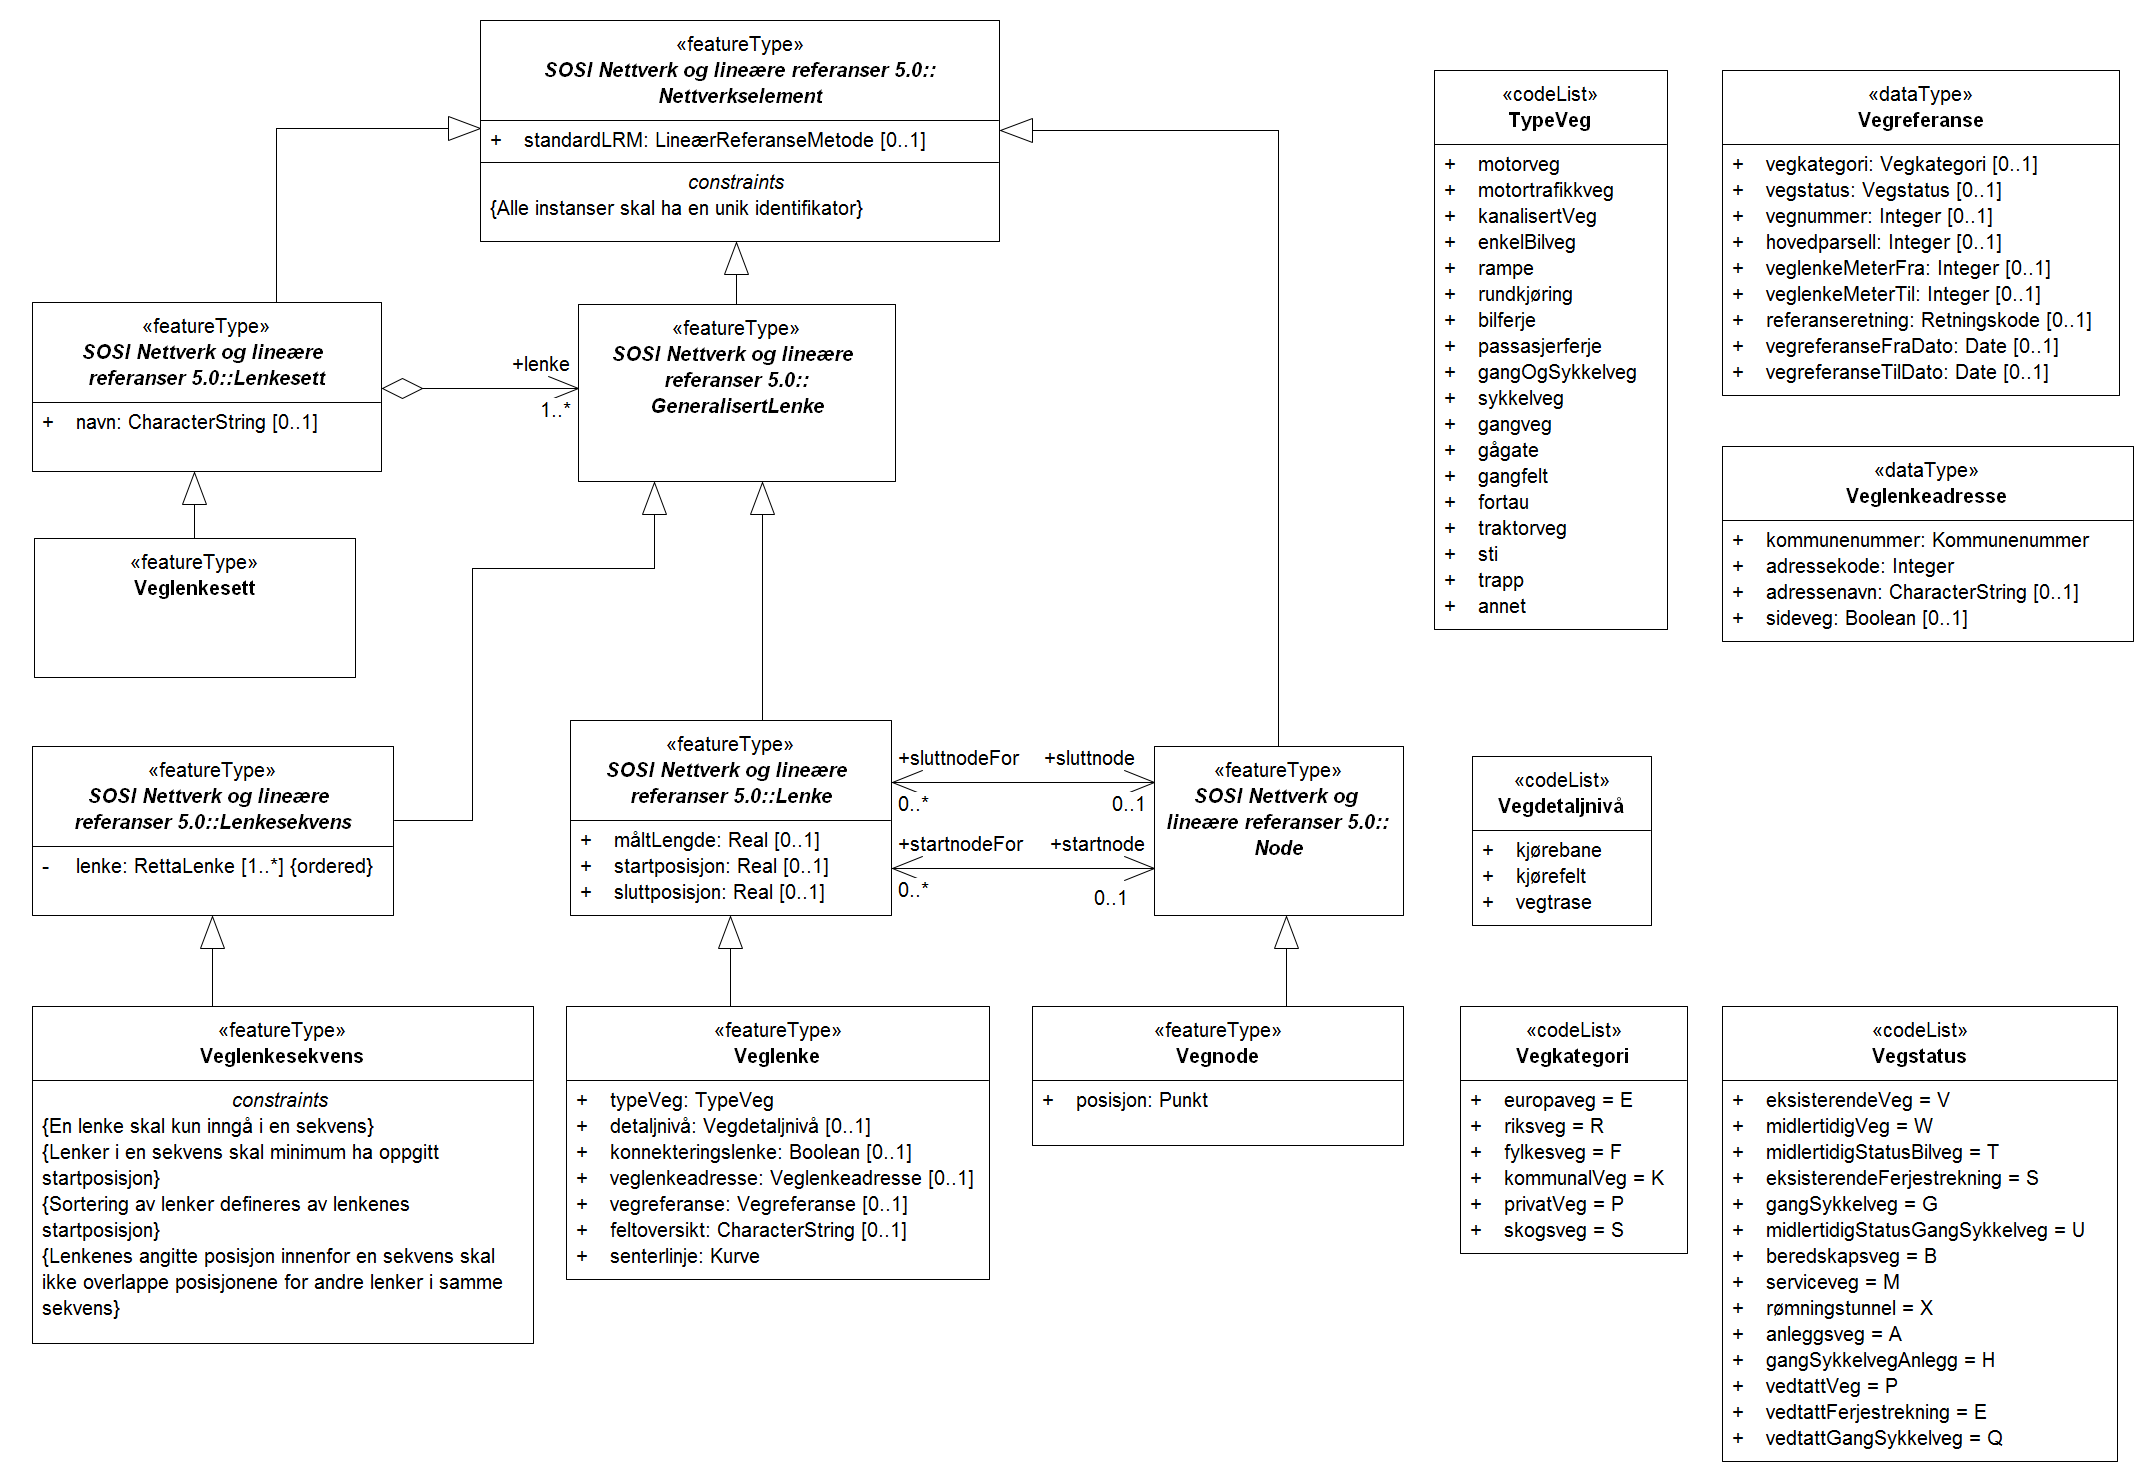 «featureType»
SOSI Nettverk og lineære referanser 5.0::
Nettverkselement
+ standardLRM: LineærReferanseMetode [0..1]
constraints
{Alle instanser skal ha en unik identifikator}
«featureType»
SOSI Nettverk og lineære
referanser 5.0::Lenkesett
+ navn: CharacterString [0..1]
+lenke
1..*
«featureType»
SOSI Nettverk og lineære
referanser 5.0::
GeneralisertLenke
«featureType»
Veglenkesett
«featureType»
SOSI Nettverk og lineære
referanser 5.0::Lenkesekvens
- lenke: RettaLenke [1..*] {ordered}
«featureType»
SOSI Nettverk og lineære
referanser 5.0::Lenke
+ måltLengde: Real [0..1]
+ startposisjon: Real [0..1]
+ sluttposisjon: Real [0..1]
+sluttnodeFor
+sluttnode
0..*
0..1
+startnodeFor
+startnode
0..*
0..1
«featureType»
SOSI Nettverk og
lineære referanser 5.0::
Node
«featureType»
Veglenkesekvens
constraints
{En lenke skal kun inngå i en sekvens}
{Lenker i en sekvens skal minimum ha oppgitt
startposisjon}
{Sortering av lenker defineres av lenkenes
startposisjon}
{Lenkenes angitte posisjon innenfor en sekvens skal
ikke overlappe posisjonene for andre lenker i samme
sekvens}
«featureType»
Veglenke
+ typeVeg: TypeVeg
+ detaljnivå: Vegdetaljnivå [0..1]
+ konnekteringslenke: Boolean [0..1]
+ veglenkeadresse: Veglenkeadresse [0..1]
+ vegreferanse: Vegreferanse [0..1]
+ feltoversikt: CharacterString [0..1]
+ senterlinje: Kurve
«featureType»
Vegnode
+ posisjon: Punkt
«codeList»
TypeVeg
+ motorveg
+ motortrafikkveg
+ kanalisertVeg
+ enkelBilveg
+ rampe
+ rundkjøring
+ bilferje
+ passasjerferje
+ gangOgSykkelveg
+ sykkelveg
+ gangveg
+ gågate
+ gangfelt
+ fortau
+ traktorveg
+ sti
+ trapp
+ annet
«dataType»
Vegreferanse
+ vegkategori: Vegkategori [0..1]
+ vegstatus: Vegstatus [0..1]
+ vegnummer: Integer [0..1]
+ hovedparsell: Integer [0..1]
+ veglenkeMeterFra: Integer [0..1]
+ veglenkeMeterTil: Integer [0..1]
+ referanseretning: Retningskode [0..1]
+ vegreferanseFraDato: Date [0..1]
+ vegreferanseTilDato: Date [0..1]
«dataType»
Veglenkeadresse
+ kommunenummer: Kommunenummer
+ adressekode: Integer
+ adressenavn: CharacterString [0..1]
+ sideveg: Boolean [0..1]
«codeList»
Vegdetaljnivå
+ kjørebane
+ kjørefelt
+ vegtrase
«codeList»
Vegkategori
+ europaveg = E
+ riksveg = R
+ fylkesveg = F
+ kommunalVeg = K
+ privatVeg = P
+ skogsveg = S
«codeList»
Vegstatus
+ eksisterendeVeg = V
+ midlertidigVeg = W
+ midlertidigStatusBilveg = T
+ eksisterendeFerjestrekning = S
+ gangSykkelveg = G
+ midlertidigStatusGangSykkelveg = U
+ beredskapsveg = B
+ serviceveg = M
+ rømningstunnel = X
+ anleggsveg = A
+ gangSykkelvegAnlegg = H
+ vedtattVeg = P
+ vedtattFerjestrekning = E
+ vedtattGangSykkelveg = Q